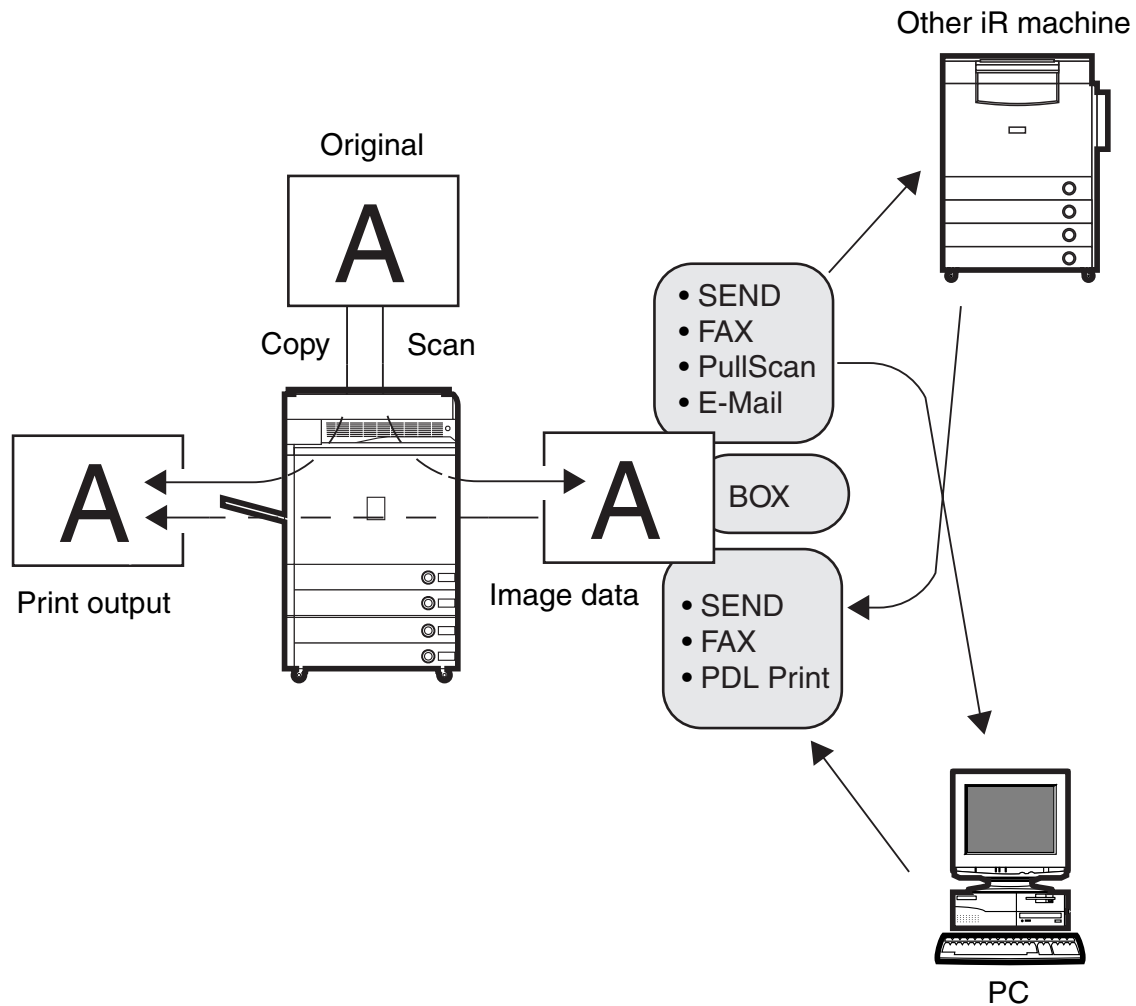 Other iR machine
Original
A
Copy
Scan
• SEND
• FAX
• PullScan
• E-Mail
A
A
BOX
Print output
Image data
• SEND
• FAX
• PDL Print
PC